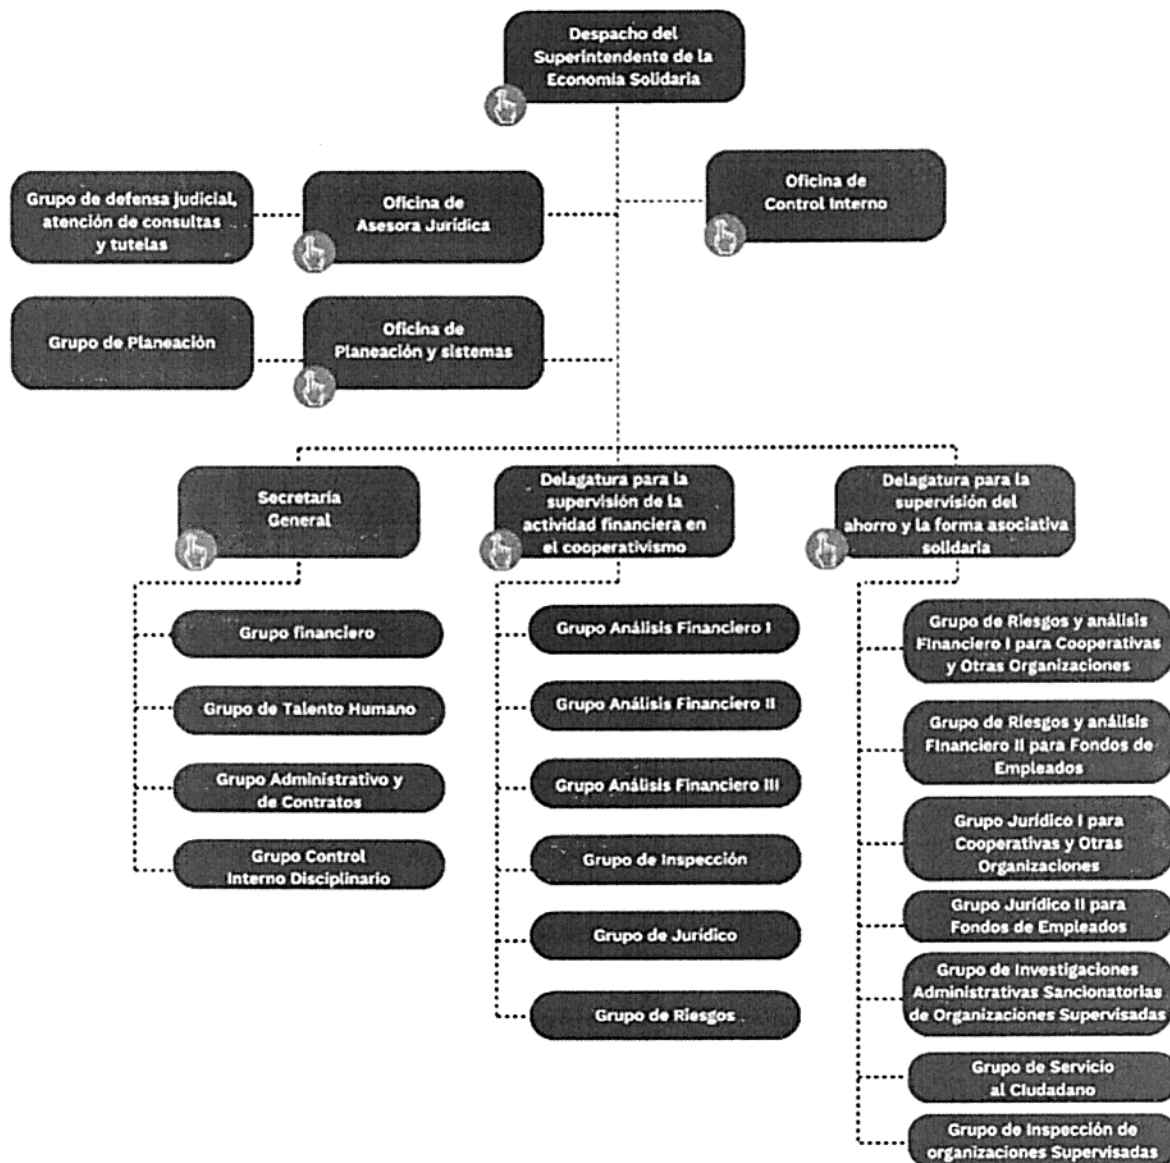 Despacho del
Superintendente de la
Economía Solidaria
Oficina de
Control Interno
Grupo de defensa judicial,
atención de consultas
y tutelas
Oficina de
Asesora Jurídica
Grupo de Planeación
Oficina de
Planeación y sistemas
Secretaría
General
Delagatura para la
supervisión de la
actividad financiera en
el cooperativismo
Delagatura para la
supervisión del
ahorro y la forma asociativa
solidaria
Grupo financiero
Grupo de Talento Humano
Grupo Administrativo y
de Contratos
Grupo Control
Interno Disciplinario
Grupo Análisis Financiero I
Grupo Análisis Financiero II
Grupo Análisis Financiero III
Grupo de Inspección
Grupo de Jurídico
Grupo de Riesgos
Grupo de Riesgos y análisis
Financiero I para Cooperativas
y Otras Organizaciones
Grupo de Riesgos y análisis
Financiero II para Fondos de
Empleados
Grupo Jurídico I para
Cooperativas y Otras
Organizaciones
Grupo Jurídico II para
Fondos de Empleados
Grupo de Investigaciones
Administrativas Sancionatorias
de Organizaciones Supervisadas
Grupo de Servicio
al Ciudadano
Grupo de Inspección de
organizaciones Supervisadas